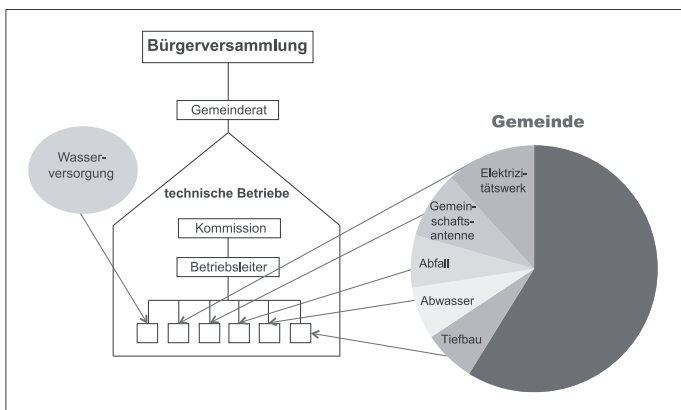 Bürgerversammlung
Gemeinderat
Wasser-
versorgung
technische Betriebe
Kommission
Betriebsleiter
Gemeinde
Elektrizi-
tätswerk
Gemein-
schafts-
antenne
Abfall
Abwasser
Tiefbau